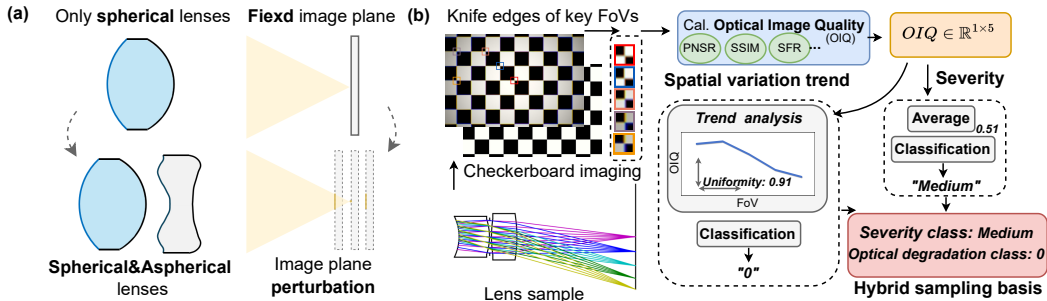 (a)
Only spherical lenses
Fiexd image plane
Spherical&Aspherical
lenses
Image plane
perturbation
(b)
Knife edges of key FoVs
Checkerboard imaging
Lens sample
Cal. Optical Image Quality
(OIQ)
PNSR
SSIM
SFR
...
Spatial variation trend
OIQ ∈ ℝ^{1×5}
Severity
Trend analysis
OIQ
Uniformity: 0.91
FoV
Classification
"0"
Average
0.51
Classification
"Medium"
Severity class: Medium
Optical degradation class: 0
Hybrid sampling basis